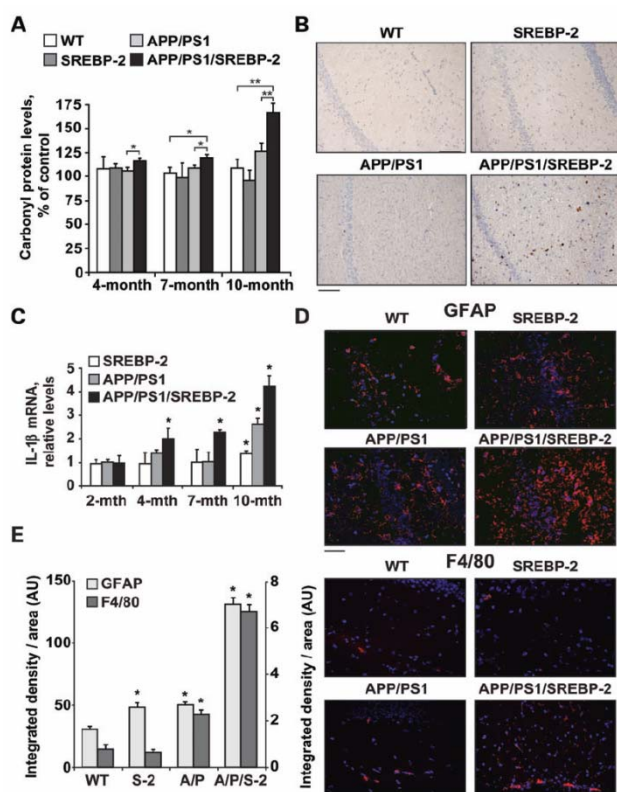 A
WT
APP/PS1
SREBP-2
APP/PS1/SREBP-2
Carbonyl protein levels,
% of control
175
150
125
100
75
50
25
0
* * * ** **
4-month 7-month 10-month
B
WT SREBP-2
APP/PS1 APP/PS1/SREBP-2
C
SREBP-2
APP/PS1
APP/PS1/SREBP-2
IL-1β mRNA,
relative levels
5
4
3
2
1
0
* * * * *
2-mth 4-mth 7-mth 10-mth
D
GFAP
WT SREBP-2
APP/PS1 APP/PS1/SREBP-2
F4/80
WT SREBP-2
APP/PS1 APP/PS1/SREBP-2
E
GFAP
F4/80
Integrated density / area (AU)
150
100
50
0
* * * * *
8
6
4
2
0
Integrated density / area (AU)
WT S-2 A/P A/P/S-2